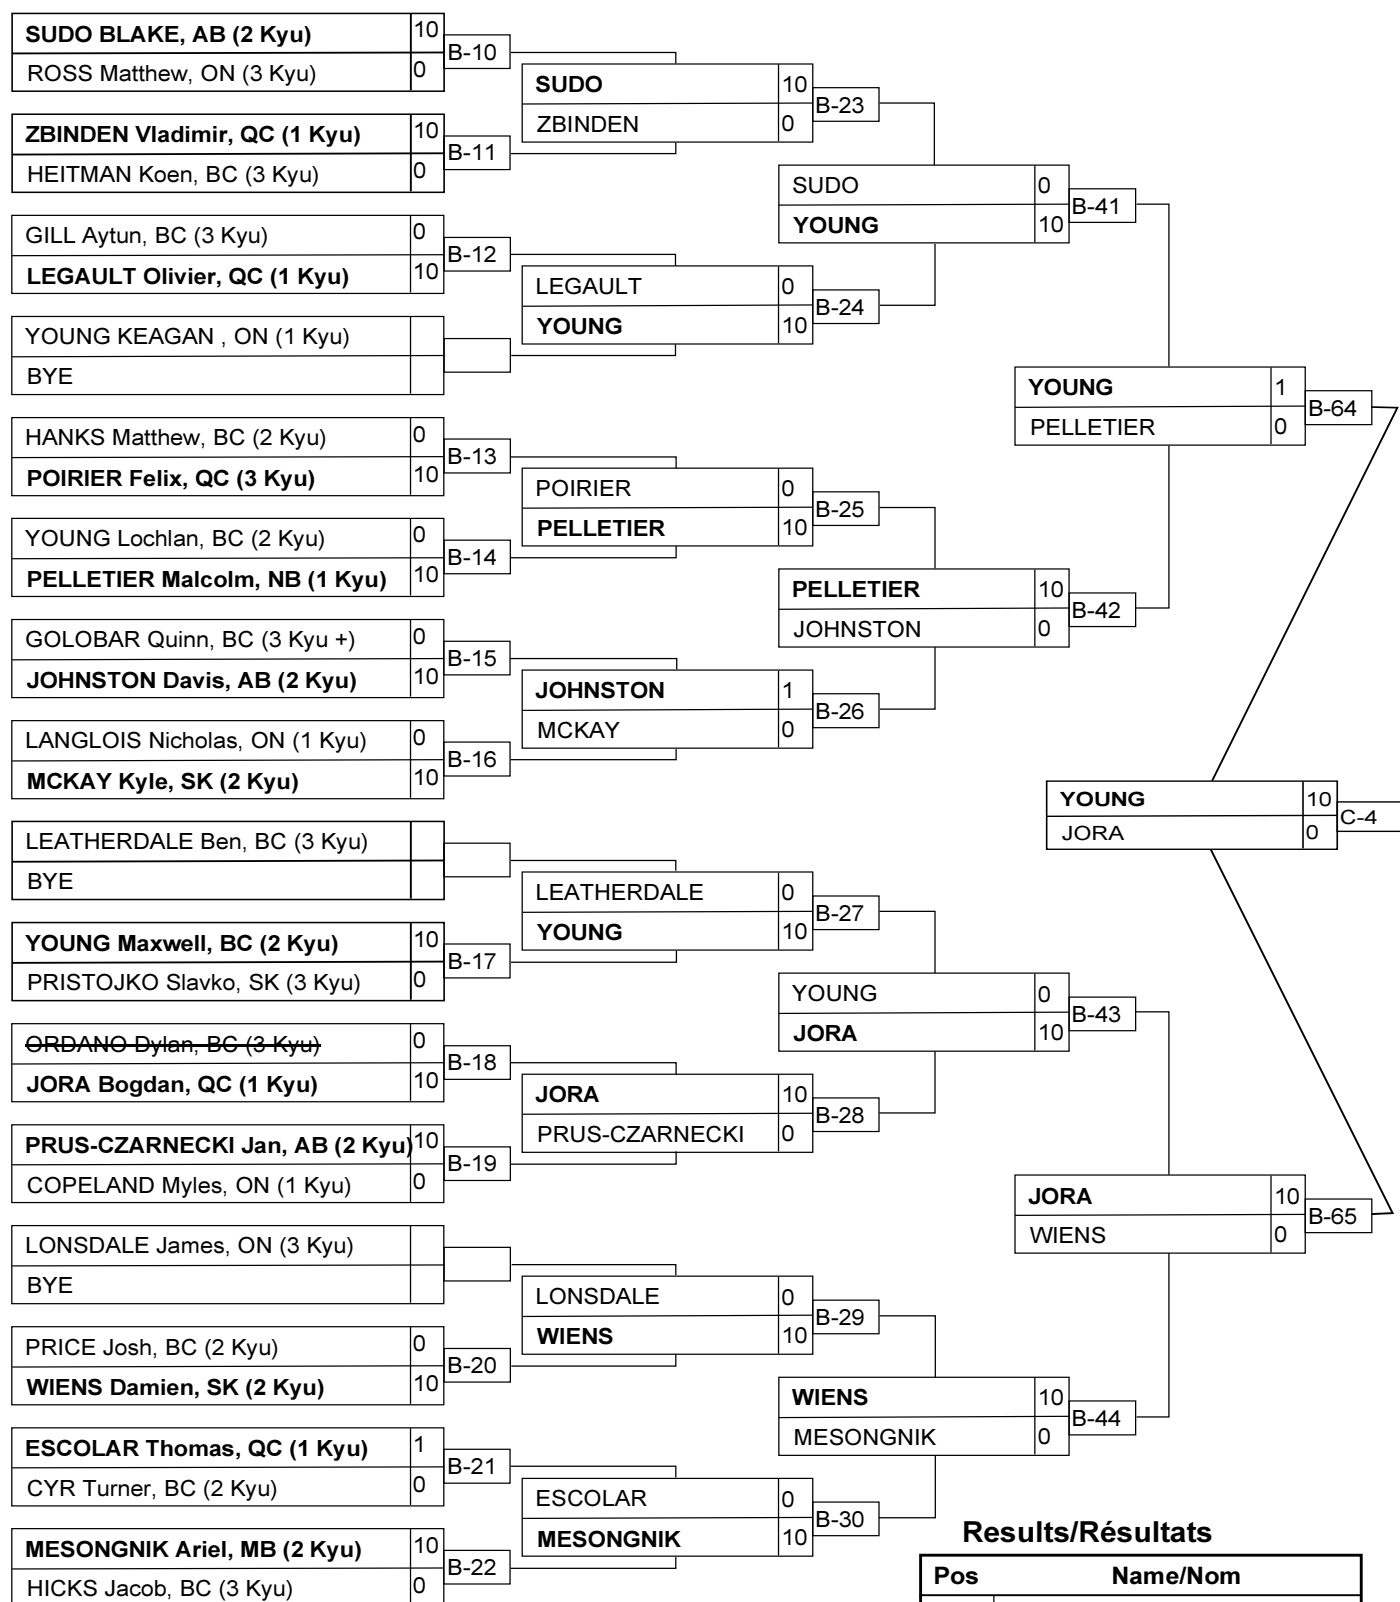 SUDO BLAKE, AB (2 Kyu) 10
B-10
ROSS Matthew, ON (3 Kyu) 0
ZBINDEN Vladimir, QC (1 Kyu) 10
B-11
HEITMAN Koen, BC (3 Kyu) 0
GILL Aytun, BC (3 Kyu) 0
B-12
LEGAULT Olivier, QC (1 Kyu) 10
YOUNG KEAGAN , ON (1 Kyu)
BYE
HANKS Matthew, BC (2 Kyu) 0
B-13
POIRIER Felix, QC (3 Kyu) 10
YOUNG Lochlan, BC (2 Kyu) 0
B-14
PELLETIER Malcolm, NB (1 Kyu) 10
GOLOBAR Quinn, BC (3 Kyu +) 0
B-15
JOHNSTON Davis, AB (2 Kyu) 10
LANGLOIS Nicholas, ON (1 Kyu) 0
B-16
MCKAY Kyle, SK (2 Kyu) 10
LEATHERDALE Ben, BC (3 Kyu)
BYE
YOUNG Maxwell, BC (2 Kyu) 10
B-17
PRISTOJKO Slavko, SK (3 Kyu) 0
ORDANO Dylan, BC (3 Kyu) 0
B-18
JORA Bogdan, QC (1 Kyu) 10
PRUS-CZARNECKI Jan, AB (2 Kyu) 10
B-19
COPELAND Myles, ON (1 Kyu) 0
LONSDALE James, ON (3 Kyu)
BYE
PRICE Josh, BC (2 Kyu) 0
B-20
WIENS Damien, SK (2 Kyu) 10
ESCOLAR Thomas, QC (1 Kyu) 1
B-21
CYR Turner, BC (2 Kyu) 0
MESONGNIK Ariel, MB (2 Kyu) 10
B-22
HICKS Jacob, BC (3 Kyu) 0
SUDO 10
B-23
ZBINDEN 0
LEGAULT 0
B-24
YOUNG 10
POIRIER 0
B-25
PELLETIER 10
JOHNSTON 1
B-26
MCKAY 0
LEATHERDALE 0
B-27
YOUNG 10
JORA 10
B-28
PRUS-CZARNECKI 0
LONSDALE 0
B-29
WIENS 10
ESCOLAR 0
B-30
MESONGNIK 10
SUDO 0
B-41
YOUNG 10
PELLETIER 10
B-42
JOHNSTON 0
YOUNG 0
B-43
JORA 10
WIENS 10
B-44
MESONGNIK 0
YOUNG 1
B-64
PELLETIER 0
JORA 10
B-65
WIENS 0
YOUNG 10
C-4
JORA 0
Results/Résultats
Pos Name/Nom